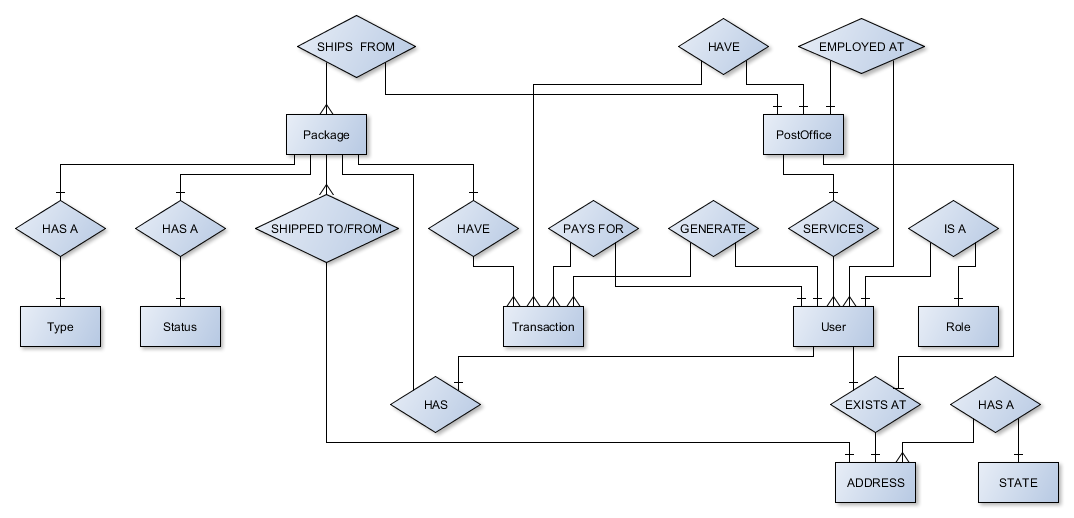 SHIPS FROM
HAVE
EMPLOYED AT
Package
PostOffice
HAS A
HAS A
SHIPPED TO/FROM
HAVE
PAYS FOR
GENERATE
SERVICES
IS A
Type
Status
Transaction
User
Role
HAS
EXISTS AT
HAS A
ADDRESS
STATE